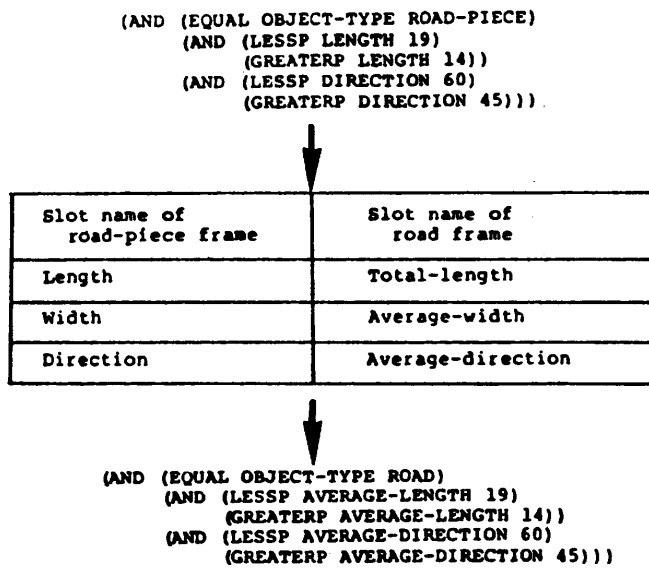 (AND (EQUAL OBJECT-TYPE ROAD-PIECE)
(AND (LESSP LENGTH 19)
(GREATERP LENGTH 14))
(AND (LESSP DIRECTION 60)
(GREATERP DIRECTION 45)))
Slot name of
road-piece frame
Slot name of
road frame
Length
Total-length
Width
Average-width
Direction
Average-direction
(AND (EQUAL OBJECT-TYPE ROAD)
(AND (LESSP AVERAGE-LENGTH 19)
(GREATERP AVERAGE-LENGTH 14))
(AND (LESSP AVERAGE-DIRECTION 60)
(GREATERP AVERAGE-DIRECTION 45)))